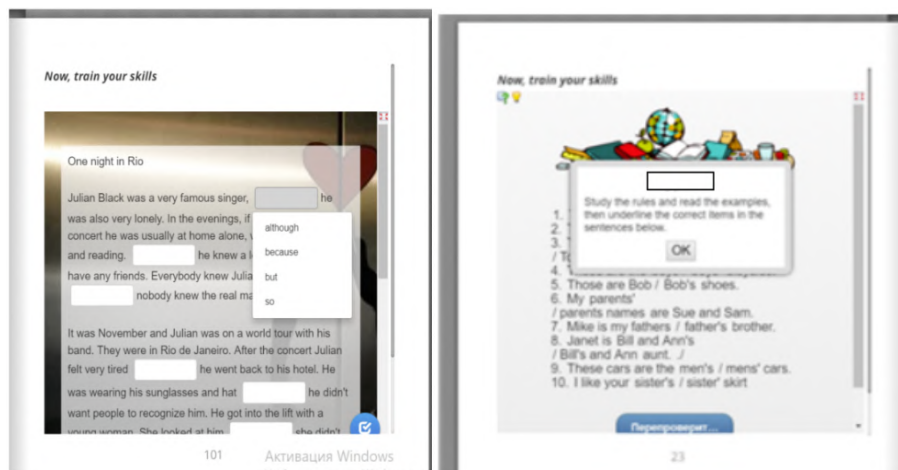 Now, train your skills
One night in Rio
Julian Black was a very famous singer, he
was also very lonely. In the evenings, if
concert he was usually at home alone,
and reading. he knew a
have any friends. Everybody knew
nobody knew the real
although
because
but
so
It was November and Julian was on a world tour with his
band. They were in Rio de Janeiro. After the concert Julian
felt very tired he went back to his hotel. He
was wearing his sunglasses and hat he didn't
want people to recognize him. He got into the lift with a
young woman. She looked at him she didn't
101
Активация Windows
Now, train your skills
Study the rules and read the examples,
then underline the correct items in the
sentences below.
OK
1.
2.
3.
4.
5. Those are Bob / Bob's shoes.
6. My parents'
/ parents names are Sue and Sam.
7. Mike is my fathers / father's brother.
8. Janet is Bill and Ann's
/ Bill's and Ann aunt. ./
9. These cars are the men's / mens' cars.
10. I like your sister's / sister' skirt
Перепроверит...
23